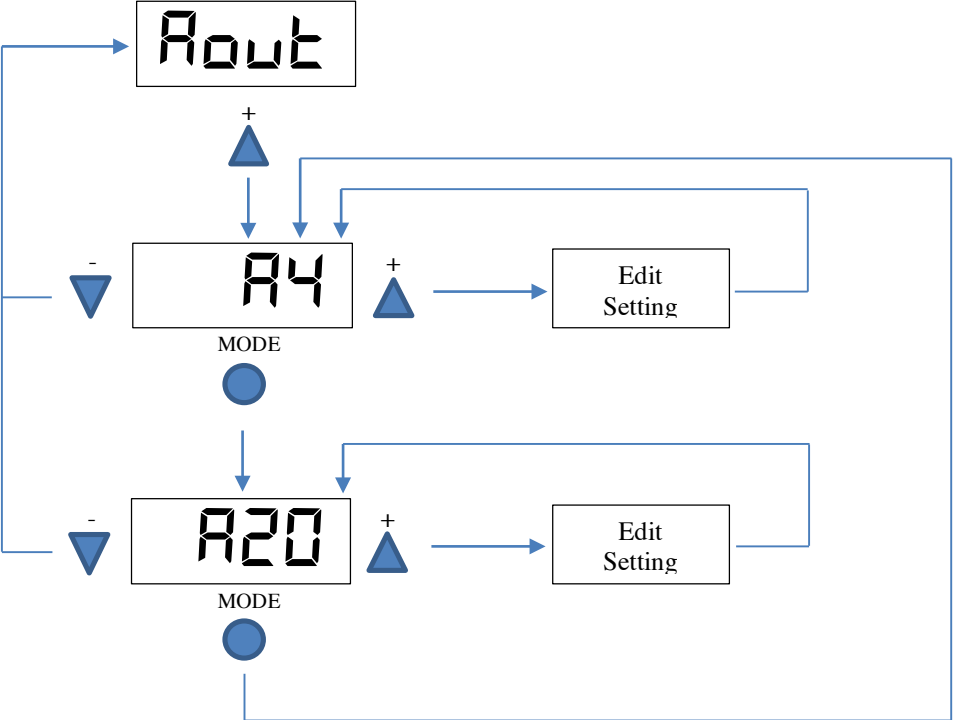 Aout
+
A4
-
+
Edit
Setting
MODE
A20
-
+
Edit
Setting
MODE